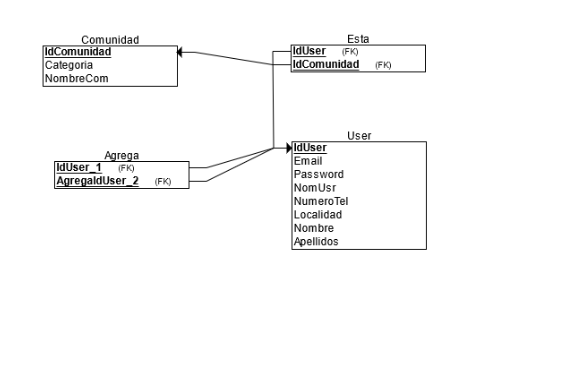 Comunidad
IdComunidad
Categoria
NombreCom
Esta
IdUser (FK)
IdComunidad (FK)
Agrega
IdUser_1 (FK)
AgregaIdUser_2 (FK)
User
IdUser
Email
Password
NomUsr
NumeroTel
Localidad
Nombre
Apellidos